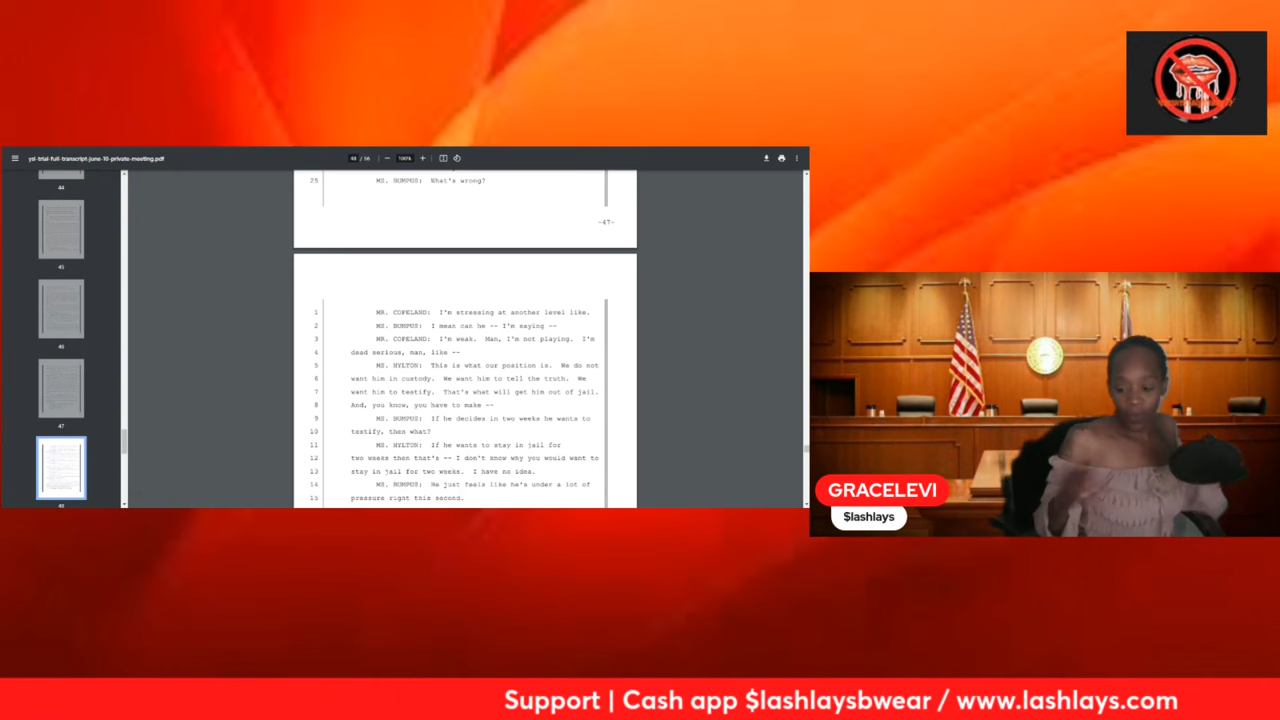 ysl-trial-full-transcript-june-10-private-meeting.pdf
48 / 56
100%
44
45
46
47
48
25 MS. BUMPUS: What's wrong?
-47-
1 MR. COPELAND: I'm stressing at another level like.
2 MS. BUMPUS: I mean can he -- I'm saying --
3 MR. COPELAND: I'm weak. Man, I'm not playing. I'm
4 dead serious, man, like --
5 MS. HYLTON: This is what our position is. We do not
6 want him in custody. We want him to tell the truth. We
7 want him to testify. That's what will get him out of jail.
8 And, you know, you have to make --
9 MS. BUMPUS: If he decides in two weeks he wants to
10 testify, then what?
11 MS. HYLTON: If he wants to stay in jail for
12 two weeks then that's -- I don't know why you would want to
13 stay in jail for two weeks. I have no idea.
14 MS. BUMPUS: He just feels like he's under a lot of
15 pressure right this second.
GRACELEVI
$lashlays
Support | Cash app $lashlaysbwear / www.lashlays.com